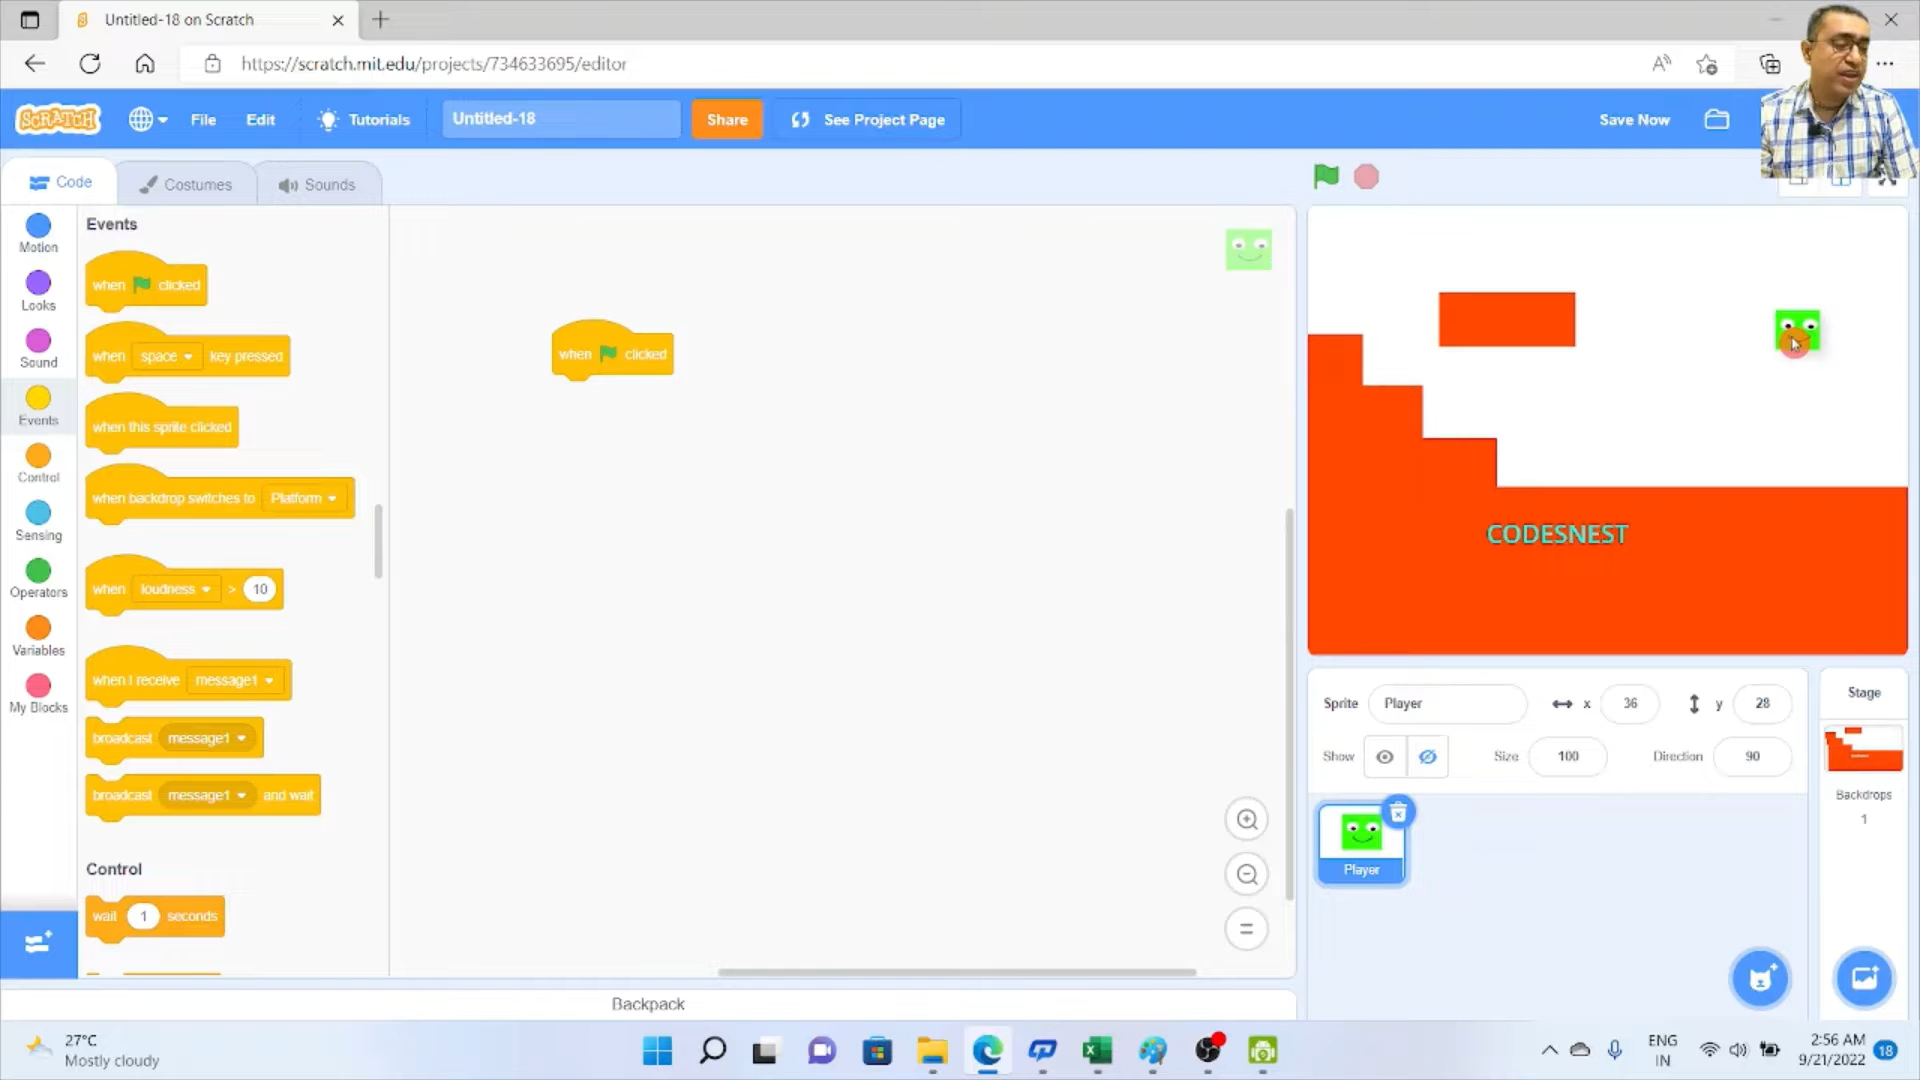 Untitled-18 on Scratch
https://scratch.mit.edu/projects/734633695/editor
SCRATCH
File
Edit
Tutorials
Untitled-18
Share
See Project Page
Save Now
Code
Costumes
Sounds
Motion
Looks
Sound
Events
Control
Sensing
Operators
Variables
My Blocks
Events
when clicked
when space key pressed
when this sprite clicked
when backdrop switches to Platform
when loudness > 10
when I receive message1
broadcast message1
broadcast message1 and wait
Control
wait 1 seconds
when clicked
Backpack
CODESNEST
Sprite
Player
x
36
y
28
Show
Size
100
Direction
90
Player
Stage
Backdrops
1
27°C
Mostly cloudy
ENG
IN
2:56 AM
9/21/2022
18